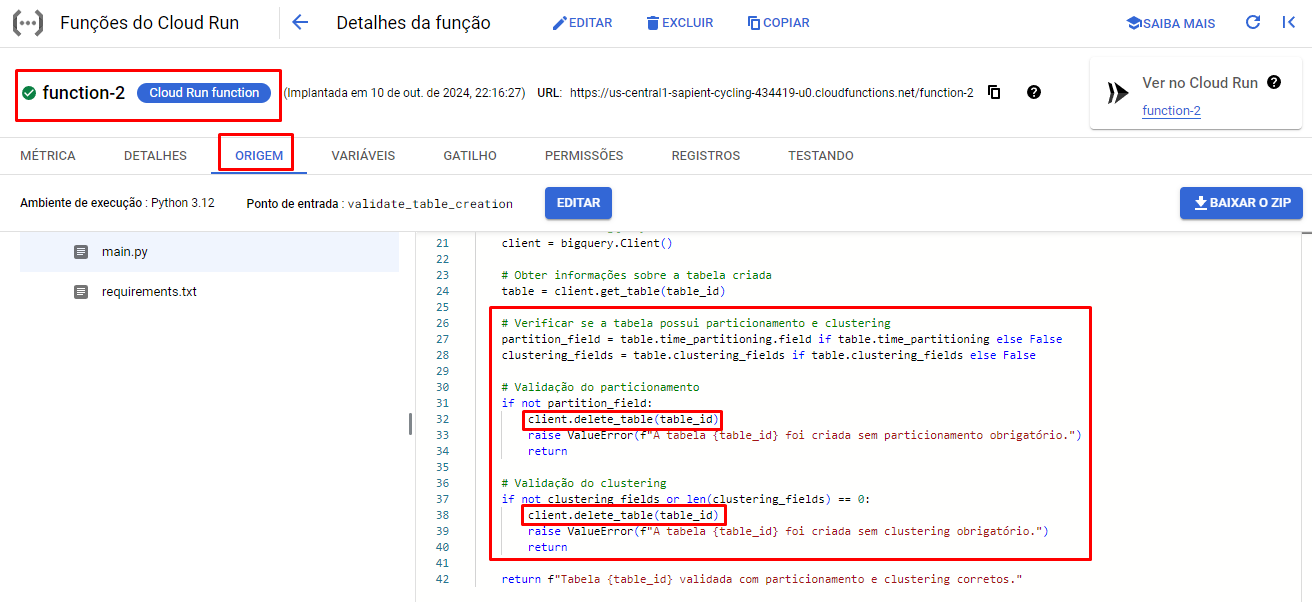 Funções do Cloud Run
Detalhes da função
EDITAR
EXCLUIR
COPIAR
SAIBA MAIS
function-2
Cloud Run function
(Implantada em 10 de out. de 2024, 22:16:27)
URL: https://us-central1-sapient-cycling-434419-u0.cloudfunctions.net/function-2
Ver no Cloud Run
function-2
MÉTRICA
DETALHES
ORIGEM
VARIÁVEIS
GATILHO
PERMISSÕES
REGISTROS
TESTANDO
Ambiente de execução : Python 3.12
Ponto de entrada : validate_table_creation
EDITAR
BAIXAR O ZIP
main.py
requirements.txt
21 client = bigquery.Client()
22
23 # Obter informações sobre a tabela criada
24 table = client.get_table(table_id)
25
26 # Verificar se a tabela possui particionamento e clustering
27 partition_field = table.time_partitioning.field if table.time_partitioning else False
28 clustering_fields = table.clustering_fields if table.clustering_fields else False
29
30 # Validação do particionamento
31 if not partition_field:
32 client.delete_table(table_id)
33 raise ValueError(f"A tabela {table_id} foi criada sem particionamento obrigatório.")
34 return
35
36 # Validação do clustering
37 if not clustering_fields or len(clustering_fields) == 0:
38 client.delete_table(table_id)
39 raise ValueError(f"A tabela {table_id} foi criada sem clustering obrigatório.")
40 return
41
42 return f"Tabela {table_id} validada com particionamento e clustering corretos."